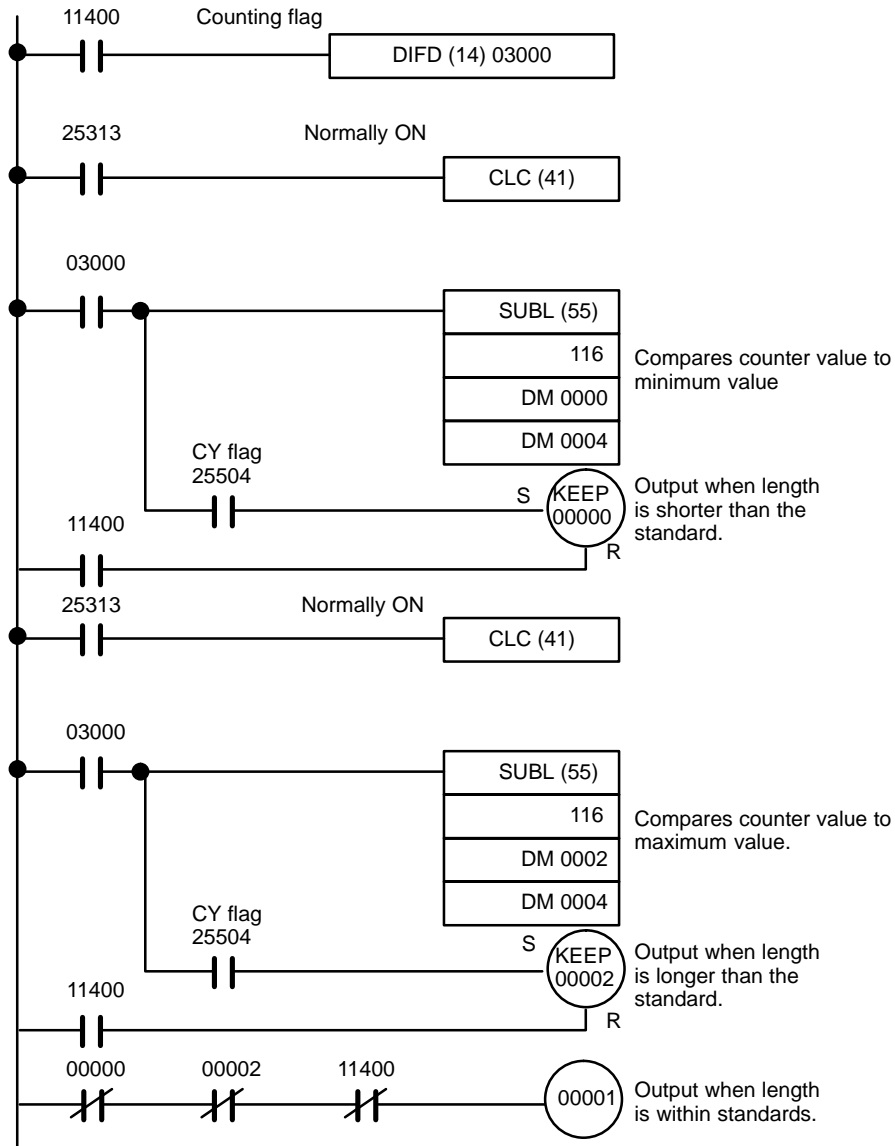 11400 Counting flag
DIFD (14) 03000
25313 Normally ON
CLC (41)
03000
SUBL (55)
116
DM 0000
DM 0004
Compares counter value to
minimum value
CY flag
25504
S KEEP
00000
R
Output when length
is shorter than the
standard.
11400
25313 Normally ON
CLC (41)
03000
SUBL (55)
116
DM 0002
DM 0004
Compares counter value to
maximum value.
CY flag
25504
S KEEP
00002
R
Output when length
is longer than the
standard.
11400
00000 00002 11400
00001
Output when length
is within standards.